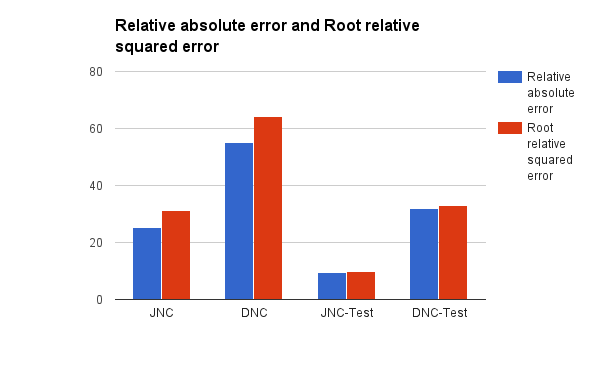 Relative absolute error and Root relative
squared error
80
60
40
20
0
JNC
DNC
JNC-Test
DNC-Test
Relative
absolute
error
Root
relative
squared
error